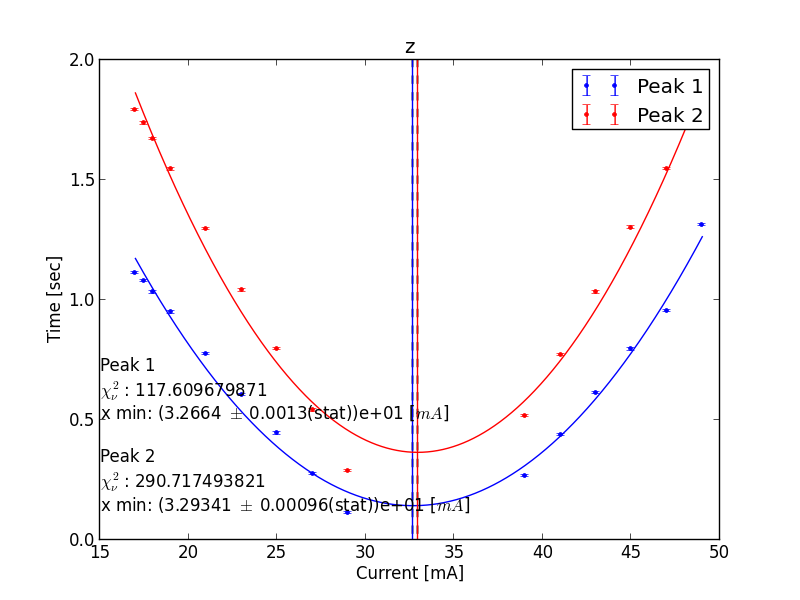 z
2.0
1.5
1.0
0.5
0.0
Time [sec]
Peak 1
Peak 2
Peak 1
χ²ᵥ : 117.609679871
x min: (3.2664 ± 0.0013(stat))e+01 [mA]
Peak 2
χ²ᵥ : 290.717493821
x min: (3.29341 ± 0.00096(stat))e+01 [mA]
15 20 25 30 35 40 45 50
Current [mA]